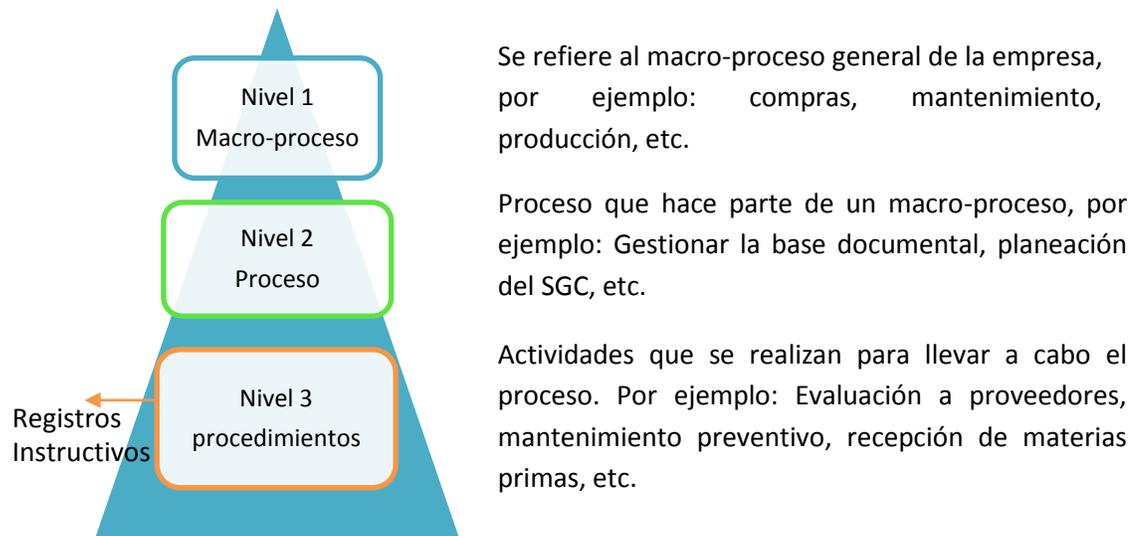 Nivel 1
Macro-proceso
Se refiere al macro-proceso general de la empresa,
por ejemplo: compras, mantenimiento,
producción, etc.
Nivel 2
Proceso
Proceso que hace parte de un macro-proceso, por
ejemplo: Gestionar la base documental, planeación
del SGC, etc.
Nivel 3
procedimientos
Registros
Instructivos
Actividades que se realizan para llevar a cabo el
proceso. Por ejemplo: Evaluación a proveedores,
mantenimiento preventivo, recepción de materias
primas, etc.